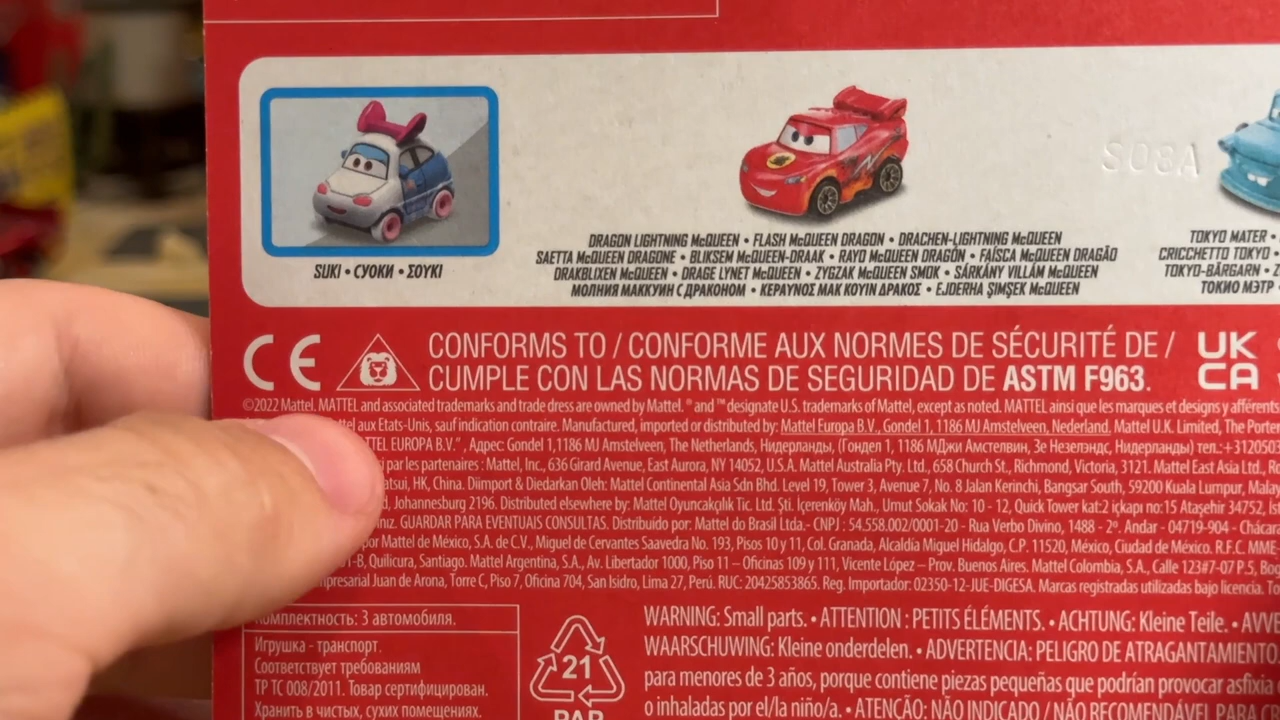 SUKI • СУОКИ • ΣΟΥΚΙ
DRAGON LIGHTNING McQUEEN • FLASH McQUEEN DRAGON • DRACHEN-LIGHTNING McQUEEN
SAETTA McQUEEN DRAGONE • BLIKSEM McQUEEN-DRAAK • RAYO McQUEEN DRAGÓN • FAÍSCA McQUEEN DRAGÃO
DRAKBLIXEN McQUEEN • DRAGE LYNET McQUEEN • ZYGZAK McQUEEN SMOK • SÁRKÁNY VILLÁM McQUEEN
МОЛНИЯ МАККУИН С ДРАКОНОМ • ΚΕΡΑΥΝΟΣ ΜΑΚ ΚΟΥΙΝ ΔΡΑΚΟΣ • EJDERHA ŞİMŞEK McQUEEN
S08A
TOKYO MATER •
CRICCHETTO TOKYO •
TOKYO-BÄRGARN •
ТОКИО МЭТР •
CE
CONFORMS TO / CONFORME AUX NORMES DE SÉCURITÉ DE /
CUMPLE CON LAS NORMAS DE SEGURIDAD DE ASTM F963.
UK
CA
©2022 Mattel. MATTEL and associated trademarks and trade dress are owned by Mattel. ® and ™ designate U.S. trademarks of Mattel, except as noted. MATTEL ainsi que les marques et designs y afférents
aux Etats-Unis, sauf indication contraire. Manufactured, imported or distributed by: Mattel Europa B.V., Gondel 1, 1186 MJ Amstelveen, Nederland. Mattel U.K. Limited, The
EUROPA B.V.", Адрес: Gondel 1,1186 MJ Amstelveen, The Netherlands, Нидерланды, (Гондел 1, 1186 МДжи Амстелвин, Зе Незелэндс, Нидерланды) тел.:+3120503
par les partenaires : Mattel, Inc., 636 Girard Avenue, East Aurora, NY 14052, U.S.A. Mattel Australia Pty. Ltd., 658 Church St., Richmond, Victoria, 3121. Mattel East Asia Ltd.,
HK, China. Diimport & Diedarkan Oleh: Mattel Continental Asia Sdn Bhd. Level 19, Tower 3, Avenue 7, No. 8 Jalan Kerinchi, Bangsar South, 59200 Kuala Lumpur,
Johannesburg 2196. Distributed elsewhere by: Mattel Oyuncakçılık Tic. Ltd. Şti. İçerenköy Mah., Umut Sokak No: 10 - 12, Quick Tower kat:2 içkapı no:15 Ataşehir 34752,
GUARDAR PARA EVENTUAIS CONSULTAS. Distribuído por: Mattel do Brasil Ltda.- CNPJ : 54.558.002/0001-20 - Rua Verbo Divino, 1488 - 2º. Andar - 04719-904 -
por Mattel de México, S.A. de C.V., Miguel de Cervantes Saavedra No. 193, Pisos 10 y 11, Col. Granada, Alcaldía Miguel Hidalgo, C.P. 11520, México, Ciudad de México. R.F.C. MME
Quilicura, Santiago. Mattel Argentina, S.A., Av. Libertador 1000, Piso 11 – Oficinas 109 y 111, Vicente López – Prov. Buenos Aires. Mattel Colombia, S.A., Calle 123#7-07 P.5,
Juan de Arona, Torre C, Piso 7, Oficina 704, San Isidro, Lima 27, Perú. RUC: 20425853865. Reg. Importador: 02350-12-JUE-DIGESA. Marcas registradas utilizadas bajo licencia.
Комплектность: 3 автомобиля.
Игрушка - транспорт.
Соответствует требованиям
ТР ТС 008/2011. Товар сертифицирован.
Хранить в чистых, сухих помещениях.
21
PAP
WARNING: Small parts. • ATTENTION : PETITS ÉLÉMENTS. • ACHTUNG: Kleine Teile. •
WAARSCHUWING: Kleine onderdelen. • ADVERTENCIA: PELIGRO DE ATRAGANTAMIENTO
para menores de 3 años, porque contiene piezas pequeñas que podrían provocar asfixia
o inhaladas por el/la niño/a. • ATENÇÃO: NÃO INDICADO / NÃO RECOMENDÁVEL PARA